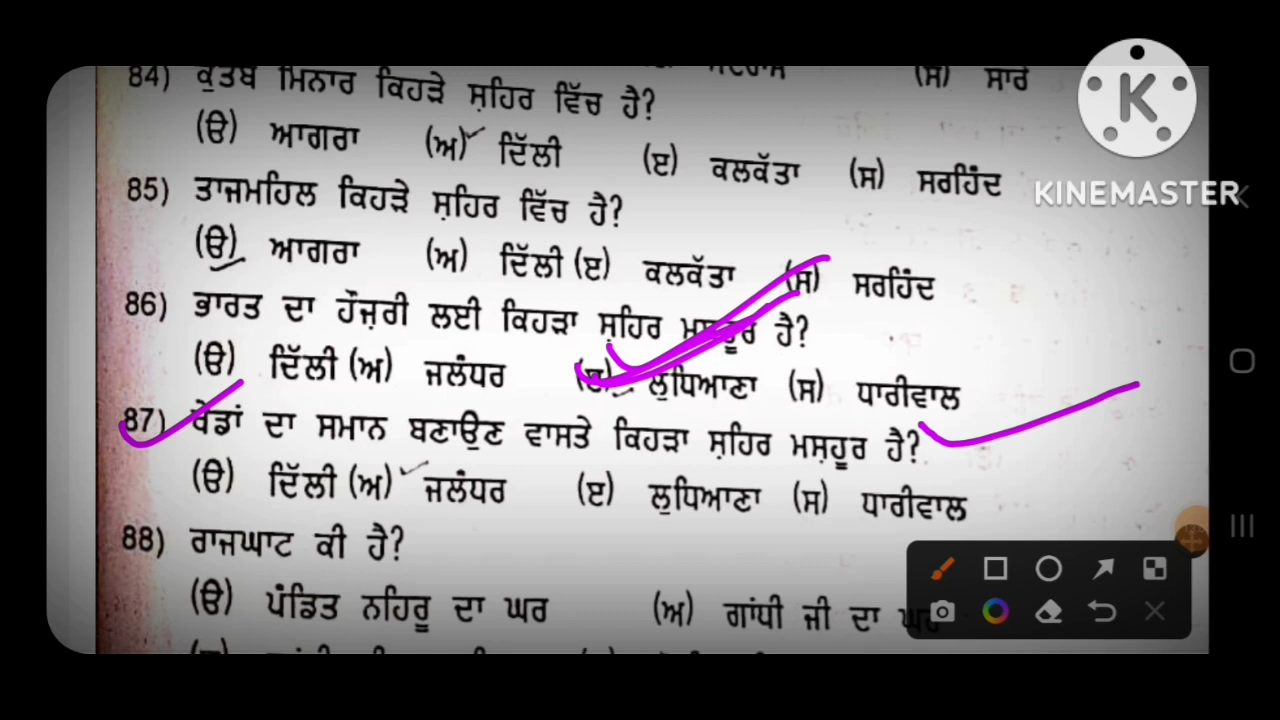 (ਸ) ਸਾਰੇ
84) ਕੁਤਬ ਮਿਨਾਰ ਕਿਹੜੇ ਸ਼ਹਿਰ ਵਿੱਚ ਹੈ?
(ੳ) ਆਗਰਾ (ਅ) ਦਿੱਲੀ (ੲ) ਕਲਕੱਤਾ (ਸ) ਸਰਹਿੰਦ
85) ਤਾਜਮਹਿਲ ਕਿਹੜੇ ਸ਼ਹਿਰ ਵਿੱਚ ਹੈ?
(ੳ) ਆਗਰਾ (ਅ) ਦਿੱਲੀ (ੲ) ਕਲਕੱਤਾ (ਸ) ਸਰਹਿੰਦ
86) ਭਾਰਤ ਦਾ ਹੌਜ਼ਰੀ ਲਈ ਕਿਹੜਾ ਸ਼ਹਿਰ ਮਸ਼ਹੂਰ ਹੈ?
(ੳ) ਦਿੱਲੀ (ਅ) ਜਲੰਧਰ (ੲ) ਲੁਧਿਆਣਾ (ਸ) ਧਾਰੀਵਾਲ
87) ਖੇਡਾਂ ਦਾ ਸਮਾਨ ਬਣਾਉਣ ਵਾਸਤੇ ਕਿਹੜਾ ਸ਼ਹਿਰ ਮਸ਼ਹੂਰ ਹੈ?
(ੳ) ਦਿੱਲੀ (ਅ) ਜਲੰਧਰ (ੲ) ਲੁਧਿਆਣਾ (ਸ) ਧਾਰੀਵਾਲ
88) ਰਾਜਘਾਟ ਕੀ ਹੈ?
(ੳ) ਪੰਡਿਤ ਨਹਿਰੂ ਦਾ ਘਰ (ਅ) ਗਾਂਧੀ ਜੀ ਦਾ ਘਰ
K
KINEMASTER